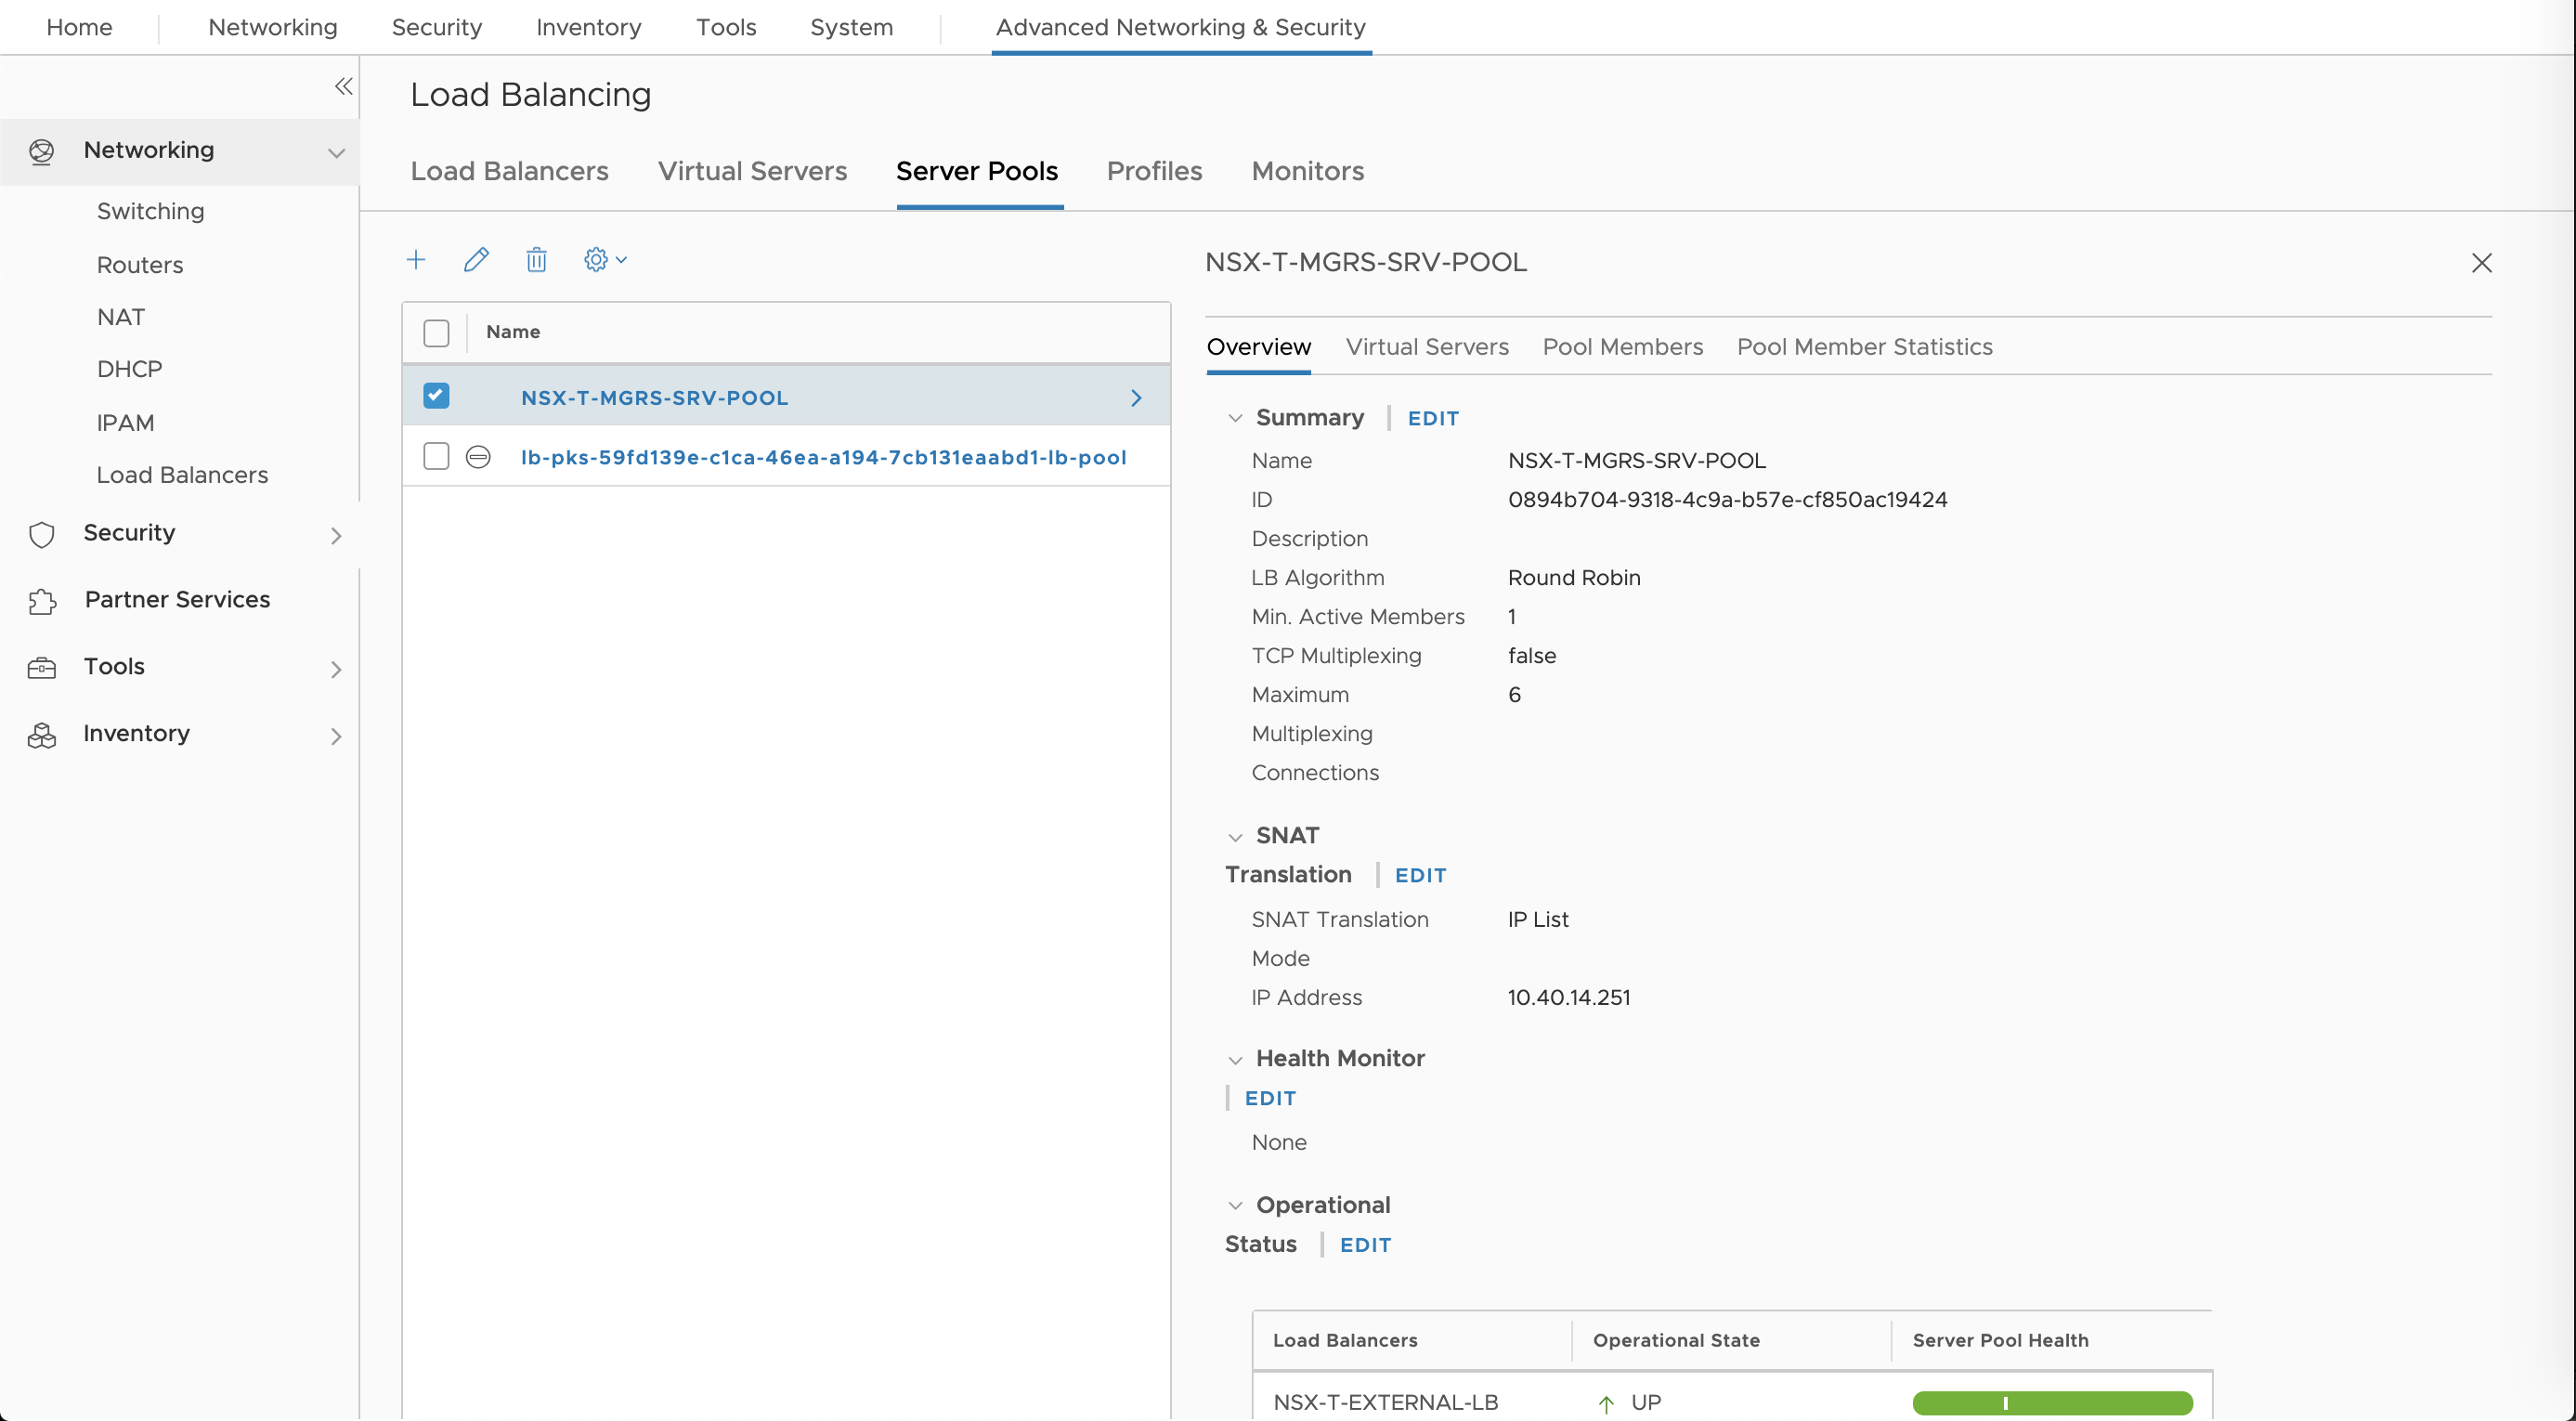 Home Networking Security Inventory Tools System Advanced Networking & Security
Networking
Switching
Routers
NAT
DHCP
IPAM
Load Balancers
Security
Partner Services
Tools
Inventory
Load Balancing
Load Balancers Virtual Servers Server Pools Profiles Monitors
Name
NSX-T-MGRS-SRV-POOL
lb-pks-59fd139e-c1ca-46ea-a194-7cb131eaabd1-lb-pool
NSX-T-MGRS-SRV-POOL
Overview Virtual Servers Pool Members Pool Member Statistics
Summary EDIT
Name NSX-T-MGRS-SRV-POOL
ID 0894b704-9318-4c9a-b57e-cf850ac19424
Description
LB Algorithm Round Robin
Min. Active Members 1
TCP Multiplexing false
Maximum 6
Multiplexing
Connections
SNAT
Translation EDIT
SNAT Translation IP List
Mode
IP Address 10.40.14.251
Health Monitor
EDIT
None
Operational
Status EDIT
Load Balancers Operational State Server Pool Health
NSX-T-EXTERNAL-LB UP